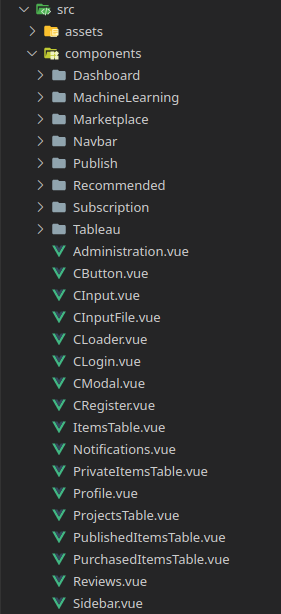 src
assets
components
Dashboard
MachineLearning
Marketplace
Navbar
Publish
Recommended
Subscription
Tableau
Administration.vue
CButton.vue
CInput.vue
CInputFile.vue
CLoader.vue
CLogin.vue
CModal.vue
CRegister.vue
ItemsTable.vue
Notifications.vue
PrivateItemsTable.vue
Profile.vue
ProjectsTable.vue
PublishedItemsTable.vue
PurchasedItemsTable.vue
Reviews.vue
Sidebar.vue